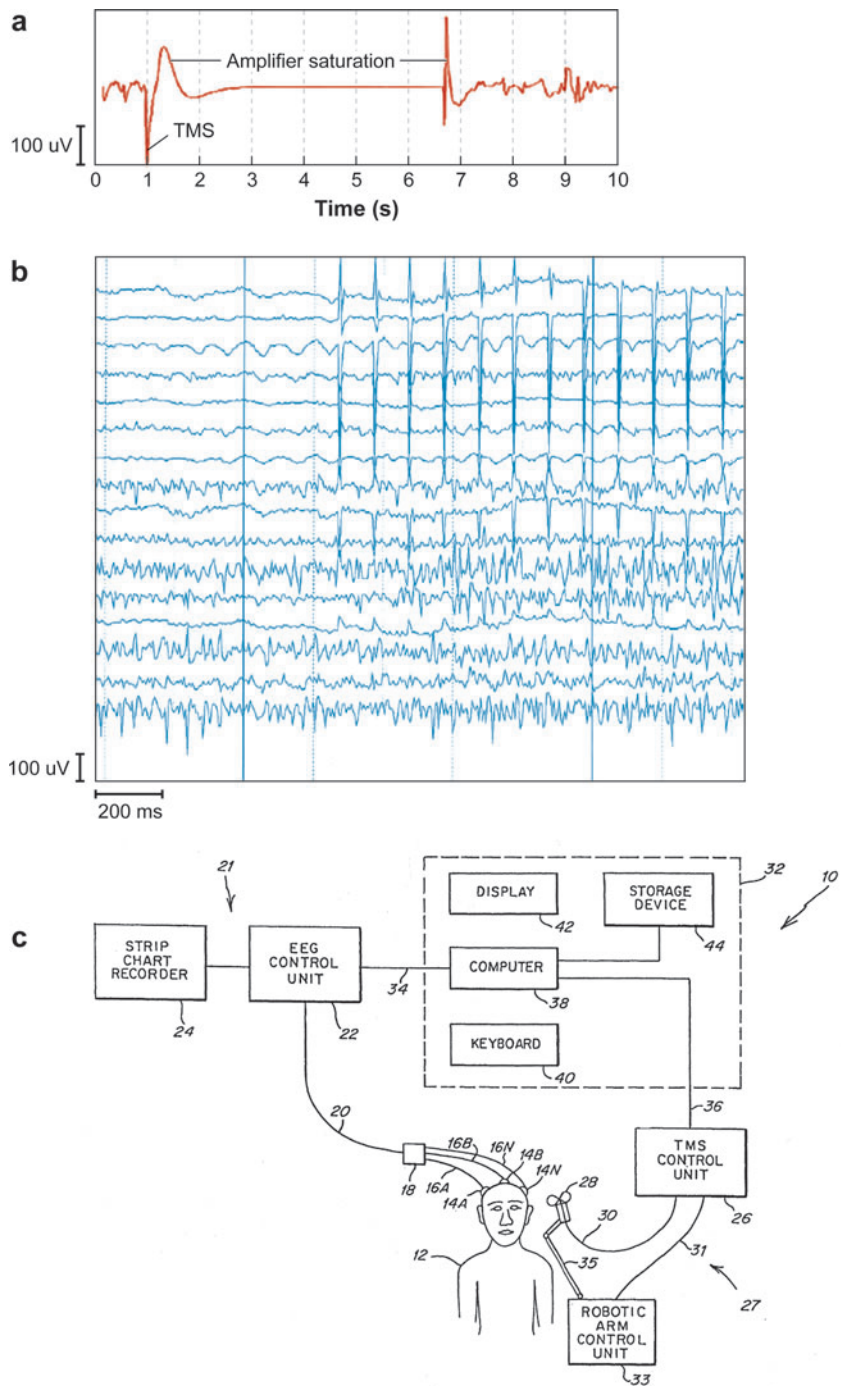 a
Amplifier saturation
TMS
100 uV
0 1 2 3 4 5 6 7 8 9 10
Time (s)
b
100 uV
200 ms
c
21
32
10
DISPLAY
42
STORAGE
DEVICE
44
STRIP
CHART
RECORDER
24
EEG
CONTROL
UNIT
22
34
COMPUTER
38
KEYBOARD
40
36
20
18
16A
16B
16N
14A
14B
14N
12
28
30
35
31
TMS
CONTROL
UNIT
26
27
ROBOTIC
ARM
CONTROL
UNIT
33